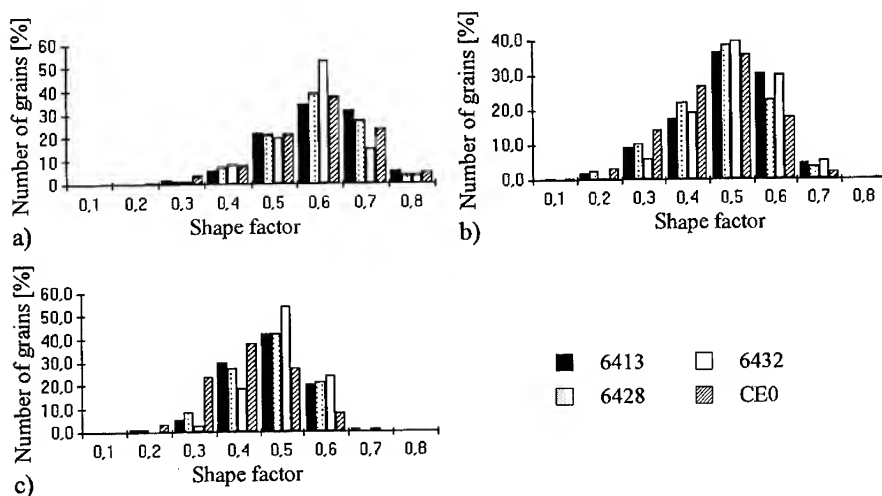 Number of grains [%]
60
50
40
30
20
10
0
0,1 0,2 0,3 0,4 0,5 0,6 0,7 0,8
Shape factor
a)
Number of grains [%]
40,0
30,0
20,0
10,0
0,0
0,1 0,2 0,3 0,4 0,5 0,6 0,7 0,8
Shape factor
b)
Number of grains [%]
60,0
50,0
40,0
30,0
20,0
10,0
0,0
0,1 0,2 0,3 0,4 0,5 0,6 0,7 0,8
Shape factor
c)
6413 6432
6428 CE0